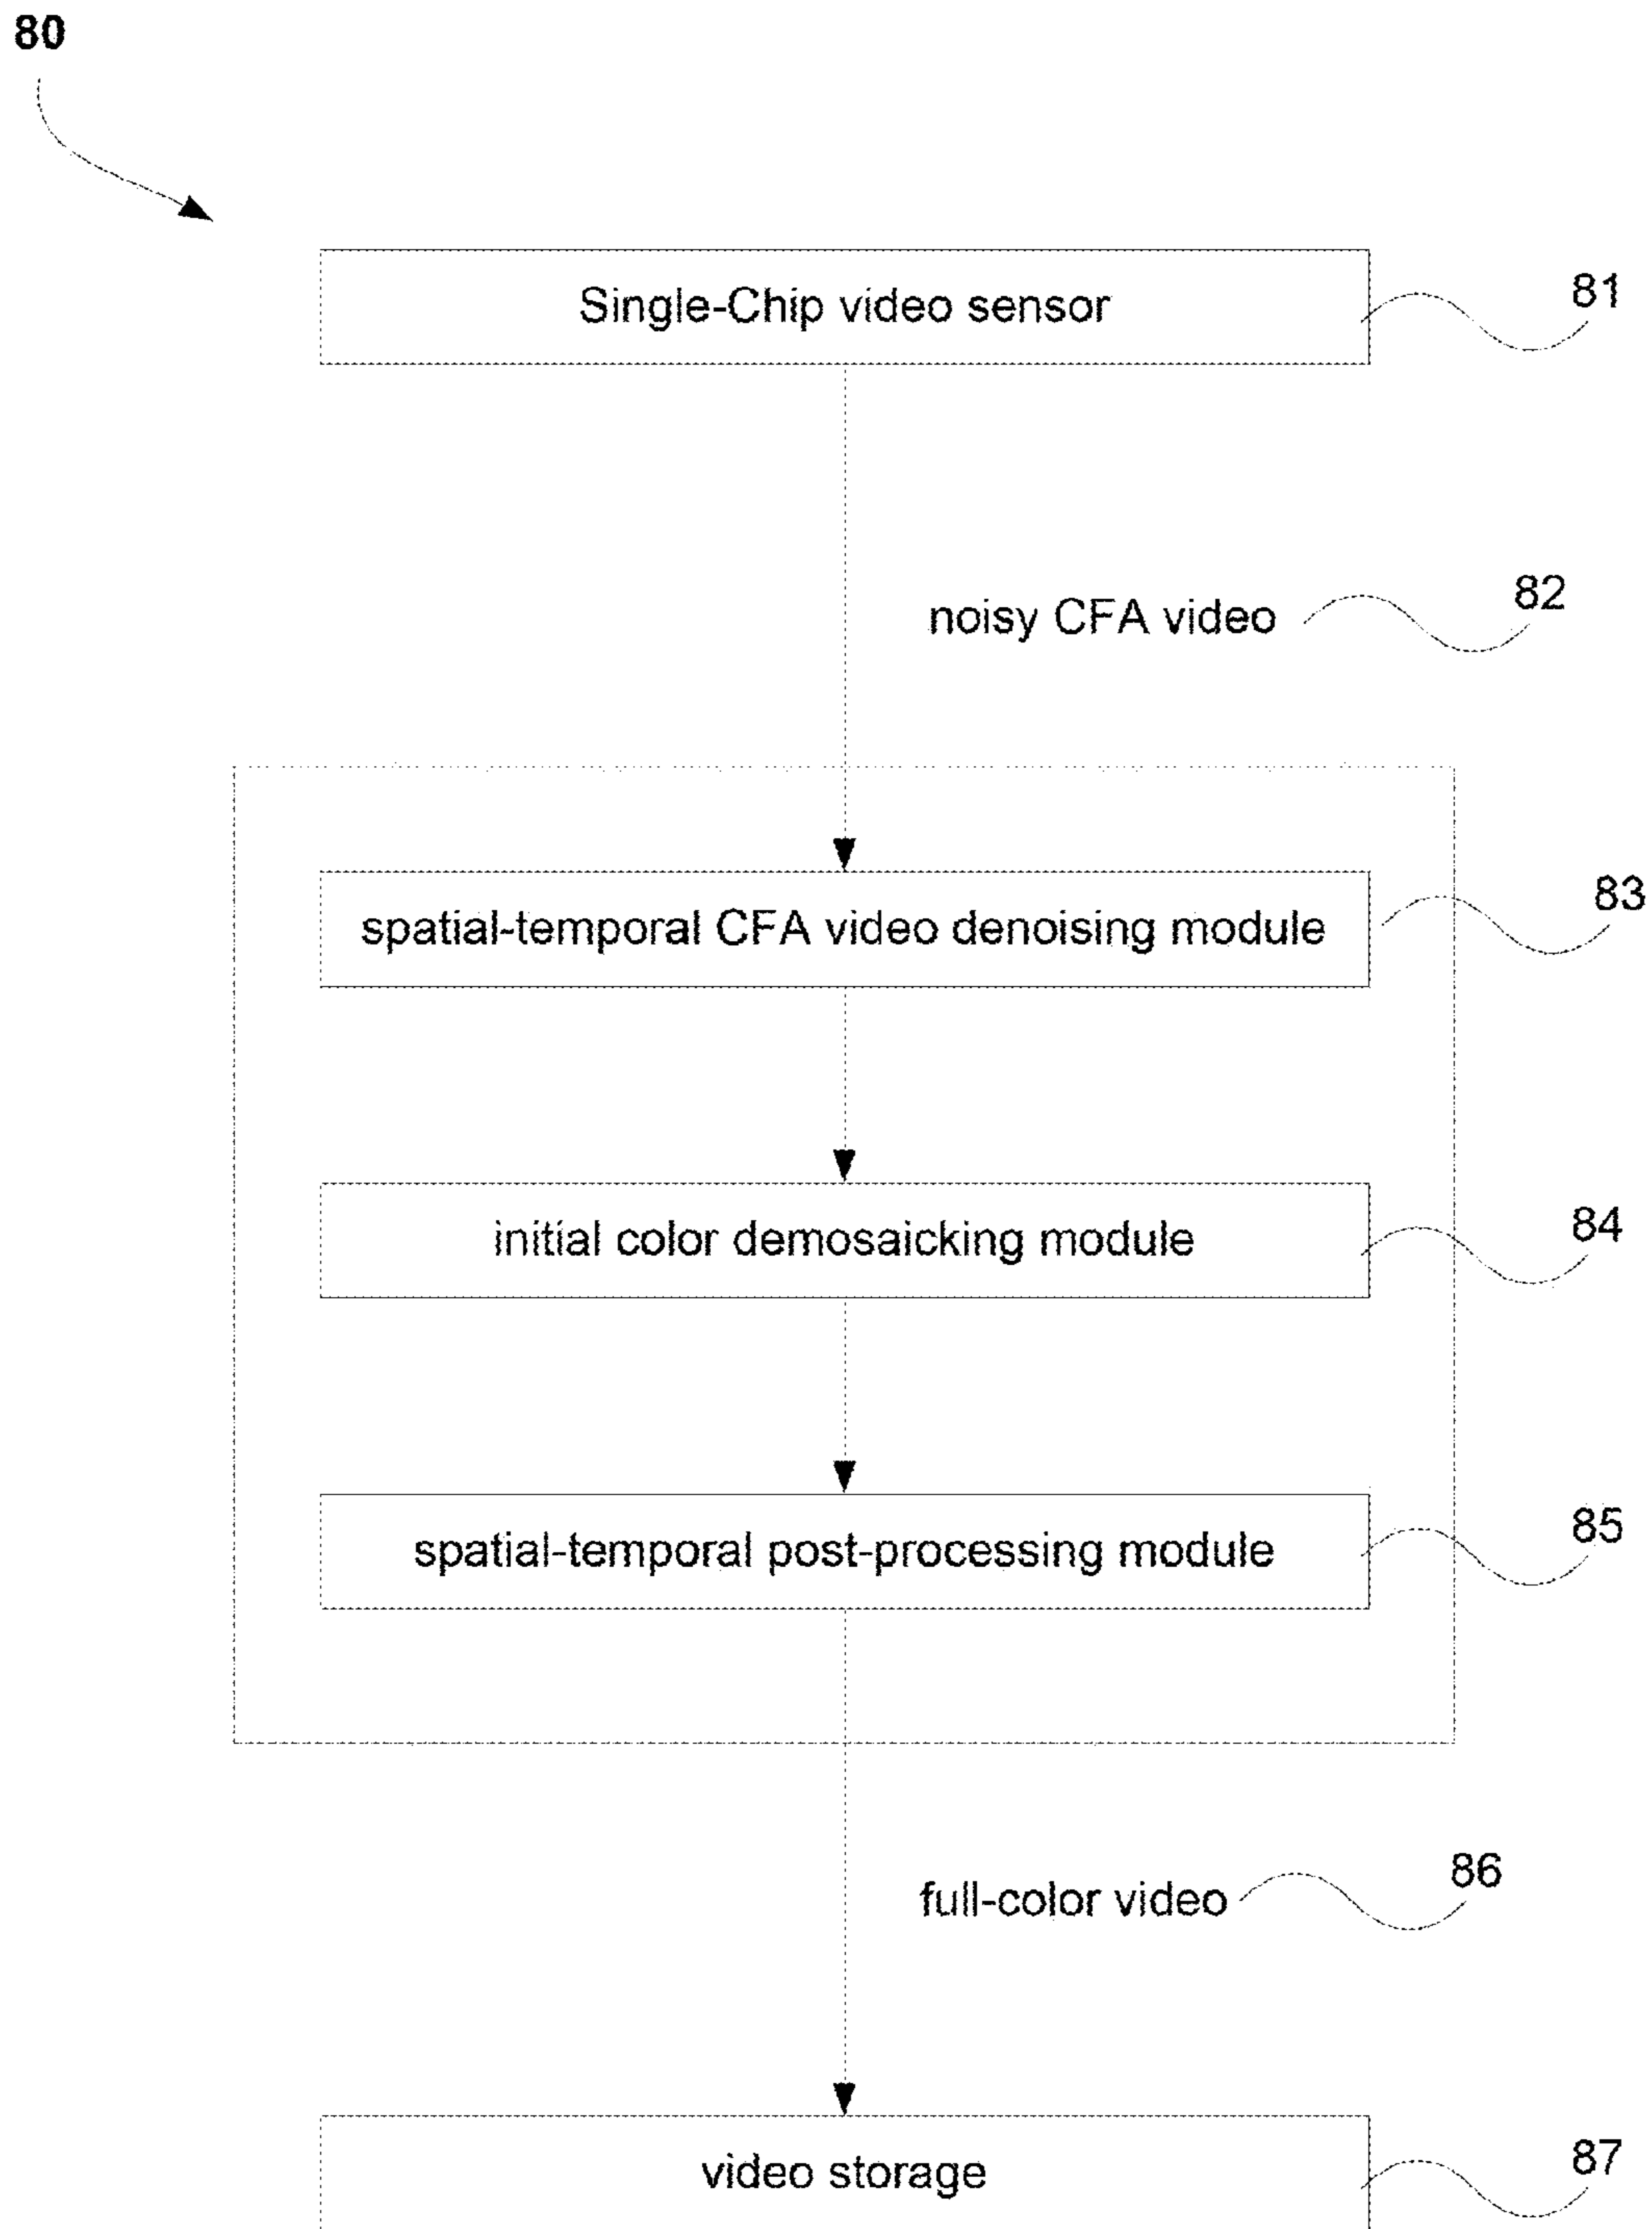 80
Single-Chip video sensor
81
noisy CFA video
82
spatial-temporal CFA video denoising module
83
initial color demosaicking module
84
spatial-temporal post-processing module
85
full-color video
86
video storage
87